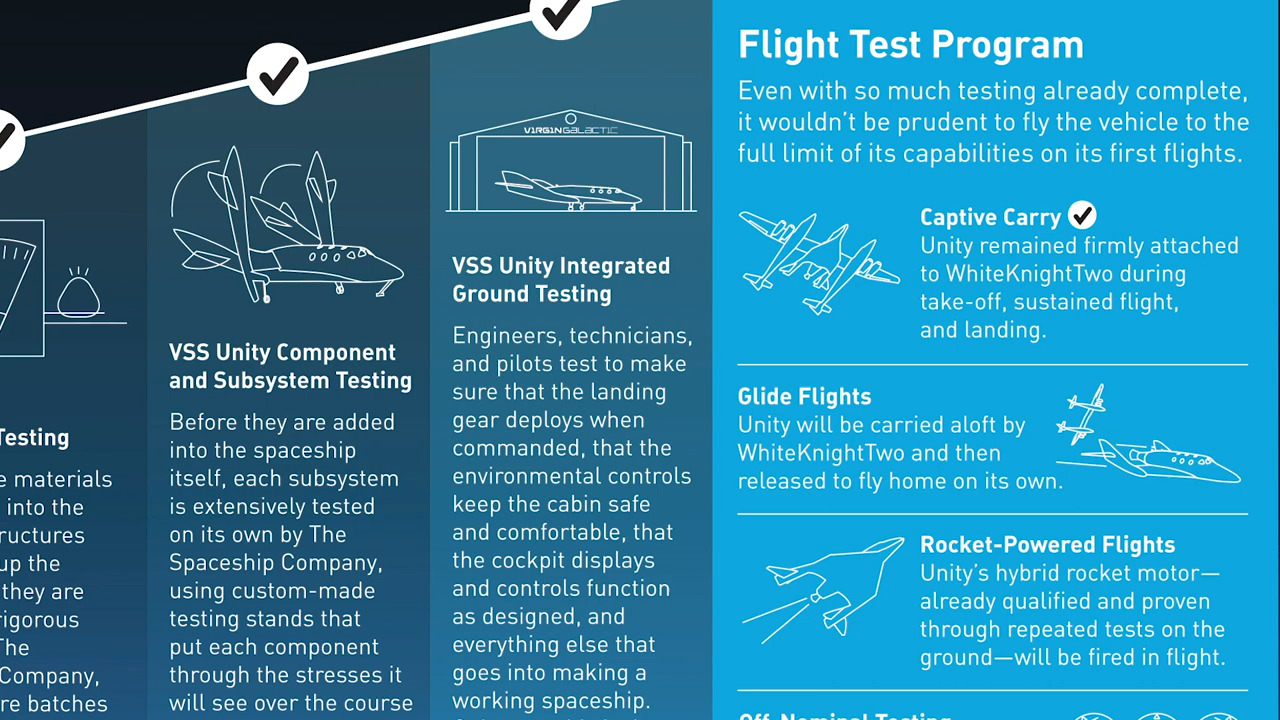 Testing
e materials
into the
ructures
up the
they are
rigorous
The
Company,
re batches
VSS Unity Component
and Subsystem Testing
Before they are added
into the spaceship
itself, each subsystem
is extensively tested
on its own by The
Spaceship Company,
using custom-made
testing stands that
put each component
through the stresses it
will see over the course
VIRGIN GALACTIC
VSS Unity Integrated
Ground Testing
Engineers, technicians,
and pilots test to make
sure that the landing
gear deploys when
commanded, that the
environmental controls
keep the cabin safe
and comfortable, that
the cockpit displays
and controls function
as designed, and
everything else that
goes into making a
working spaceship.
Flight Test Program
Even with so much testing already complete,
it wouldn't be prudent to fly the vehicle to the
full limit of its capabilities on its first flights.
Captive Carry
Unity remained firmly attached
to WhiteKnightTwo during
take-off, sustained flight,
and landing.
Glide Flights
Unity will be carried aloft by
WhiteKnightTwo and then
released to fly home on its own.
Rocket-Powered Flights
Unity's hybrid rocket motor—
already qualified and proven
through repeated tests on the
ground—will be fired in flight.
Off-Nominal Testing